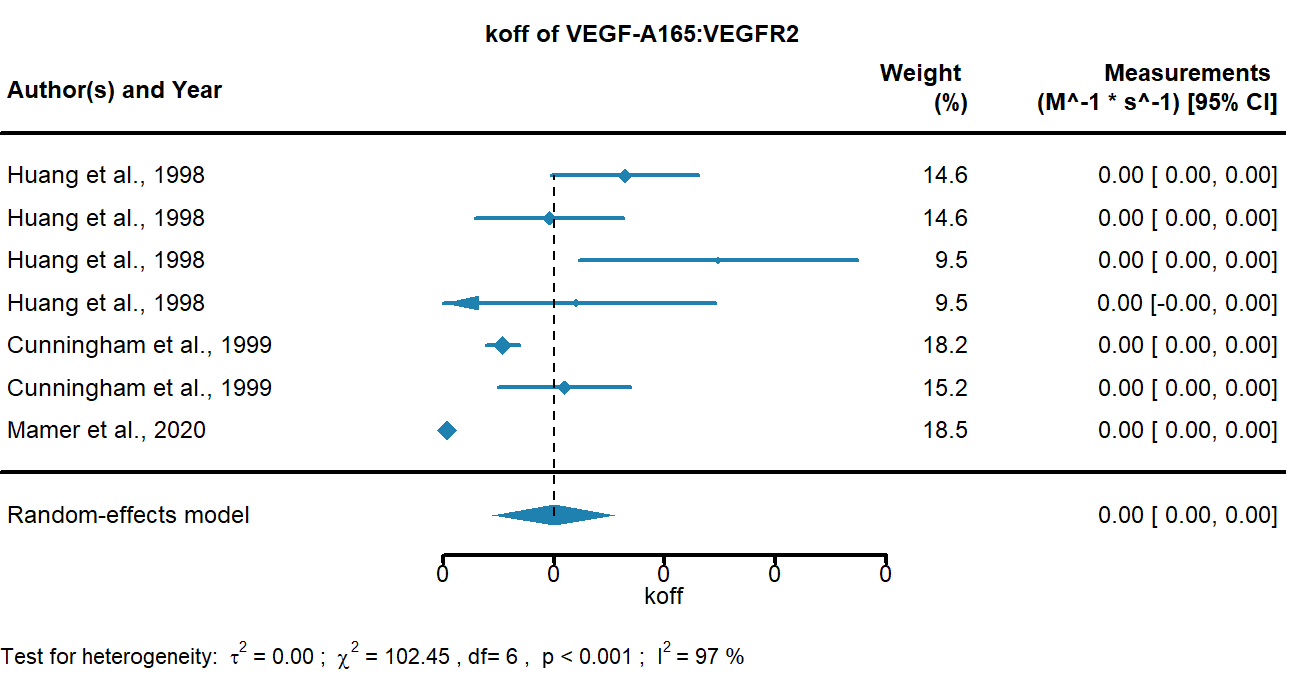 koff of VEGF-A165:VEGFR2
Author(s) and Year Weight (%) Measurements (M^-1 * s^-1) [95% CI]
Huang et al., 1998 14.6 0.00 [ 0.00, 0.00]
Huang et al., 1998 14.6 0.00 [ 0.00, 0.00]
Huang et al., 1998 9.5 0.00 [ 0.00, 0.00]
Huang et al., 1998 9.5 0.00 [-0.00, 0.00]
Cunningham et al., 1999 18.2 0.00 [ 0.00, 0.00]
Cunningham et al., 1999 15.2 0.00 [ 0.00, 0.00]
Mamer et al., 2020 18.5 0.00 [ 0.00, 0.00]
Random-effects model 0.00 [ 0.00, 0.00]
0 0 0 0 0
koff
Test for heterogeneity: τ² = 0.00 ; χ² = 102.45 , df= 6 , p < 0.001 ; I² = 97 %